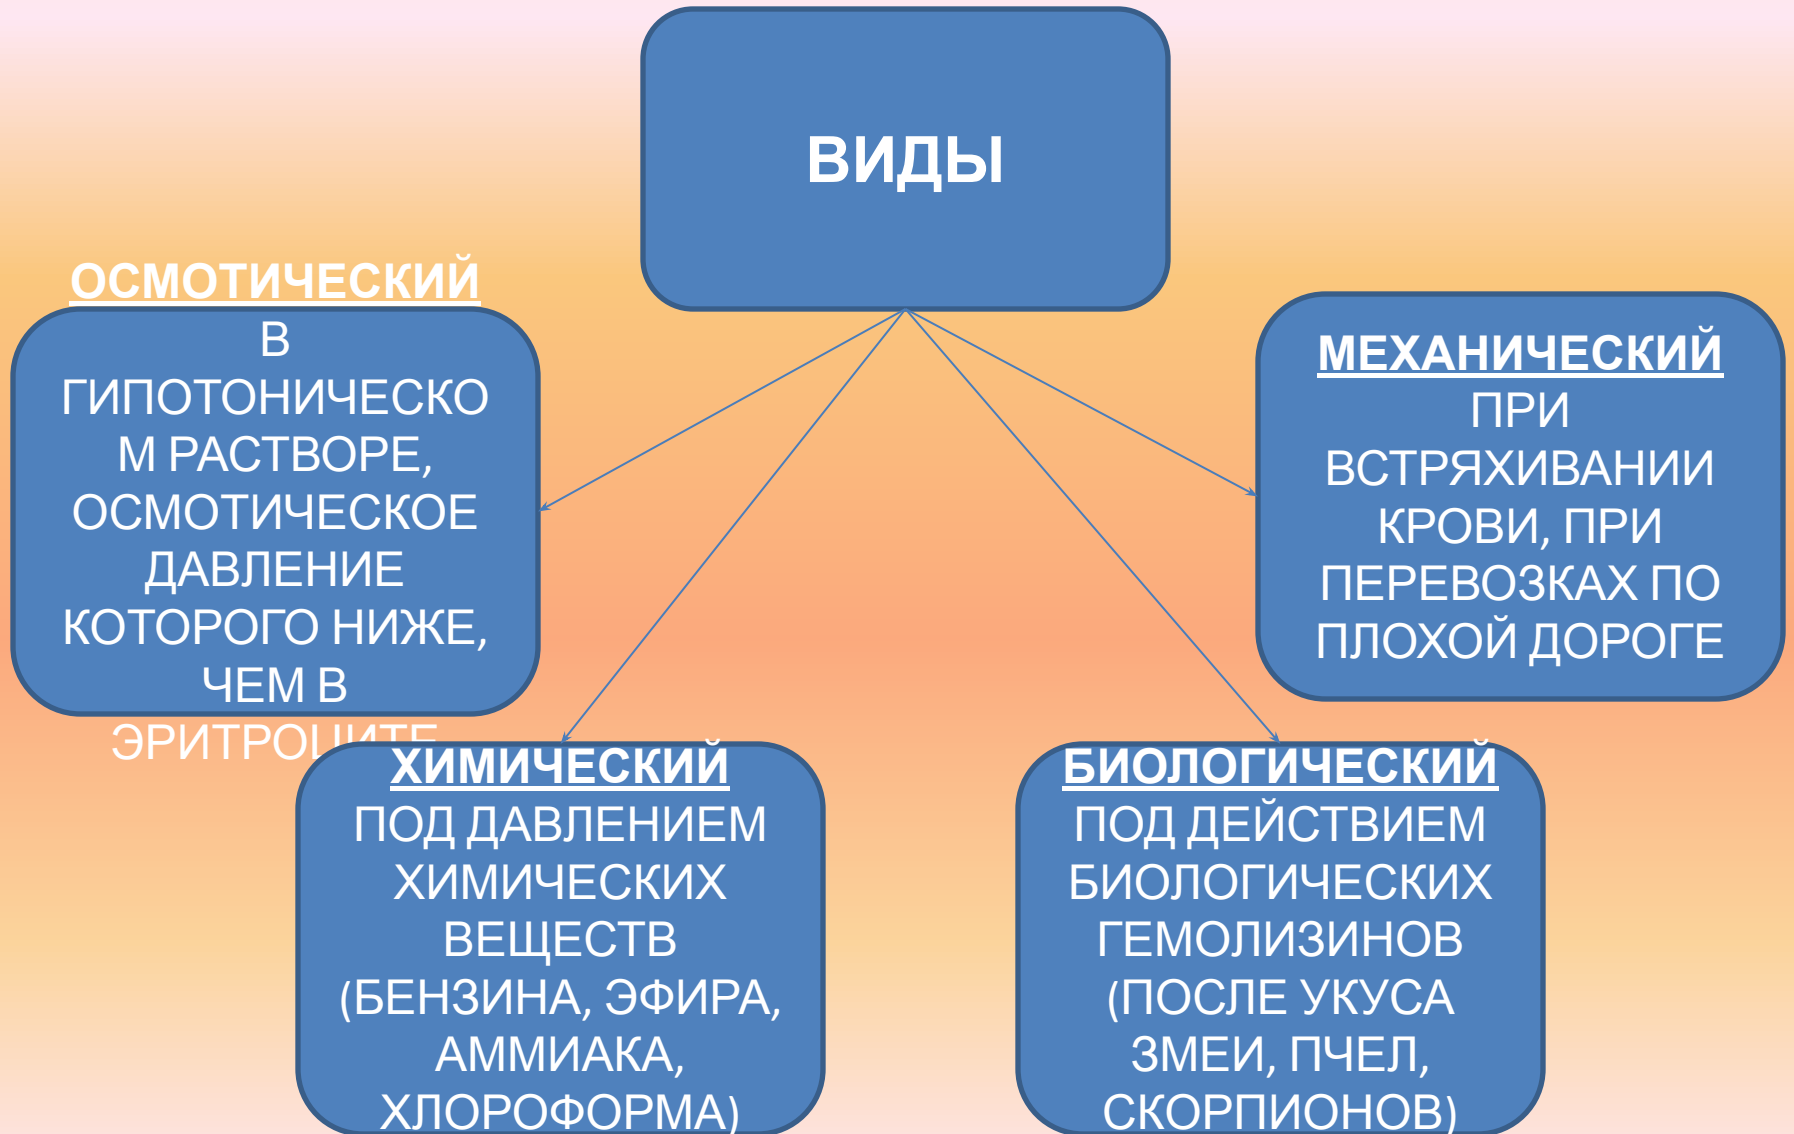 ВИДЫ
ОСМОТИЧЕСКИЙ
В
ГИПОТОНИЧЕСКО
М РАСТВОРЕ,
ОСМОТИЧЕСКОЕ
ДАВЛЕНИЕ
КОТОРОГО НИЖЕ,
ЧЕМ В
ЭРИТРОЦИТЕ
МЕХАНИЧЕСКИЙ
ПРИ
ВСТРЯХИВАНИИ
КРОВИ, ПРИ
ПЕРЕВОЗКАХ ПО
ПЛОХОЙ ДОРОГЕ
ХИМИЧЕСКИЙ
ПОД ДАВЛЕНИЕМ
ХИМИЧЕСКИХ
ВЕЩЕСТВ
(БЕНЗИНА, ЭФИРА,
АММИАКА,
ХЛОРОФОРМА)
БИОЛОГИЧЕСКИЙ
ПОД ДЕЙСТВИЕМ
БИОЛОГИЧЕСКИХ
ГЕМОЛИЗИНОВ
(ПОСЛЕ УКУСА
ЗМЕИ, ПЧЕЛ,
СКОРПИОНОВ)